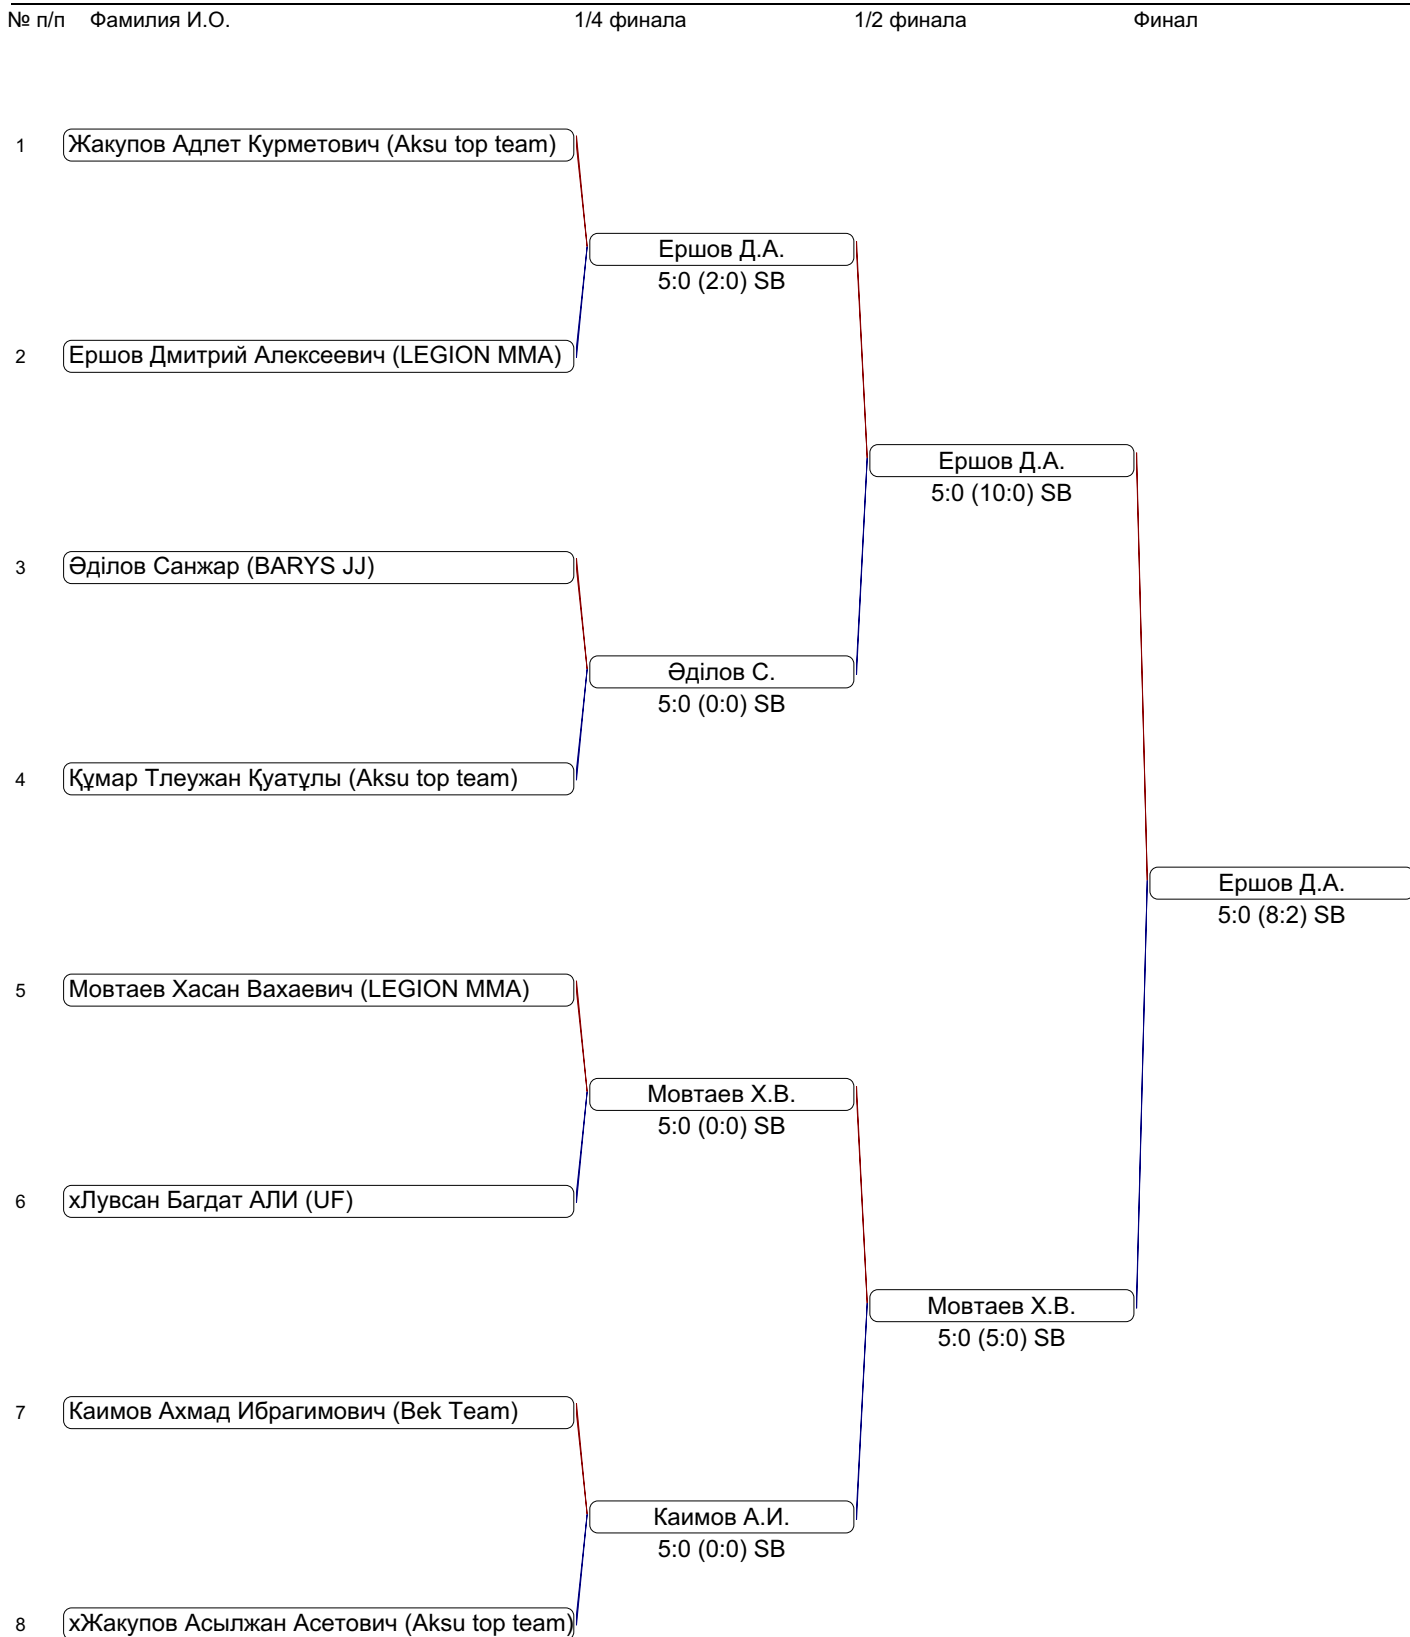 № п/п Фамилия И.О. 1/4 финала 1/2 финала Финал
1 Жакупов Адлет Курметович (Aksu top team)
Ершов Д.А.
5:0 (2:0) SB
2 Ершов Дмитрий Алексеевич (LEGION MMA)
Ершов Д.А.
5:0 (10:0) SB
3 Әділов Санжар (BARYS JJ)
Әділов С.
5:0 (0:0) SB
4 Құмар Тлеужан Қуатұлы (Aksu top team)
Ершов Д.А.
5:0 (8:2) SB
5 Мовтаев Хасан Вахаевич (LEGION MMA)
Мовтаев Х.В.
5:0 (0:0) SB
6 хЛувсан Багдат АЛИ (UF)
Мовтаев Х.В.
5:0 (5:0) SB
7 Каимов Ахмад Ибрагимович (Bek Team)
Каимов А.И.
5:0 (0:0) SB
8 хЖакупов Асылжан Асетович (Aksu top team)